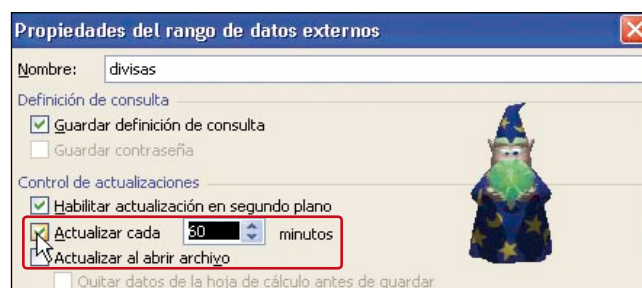 Propiedades del rango de datos externos
Nombre: divisas
Definición de consulta
Guardar definición de consulta
Guardar contraseña
Control de actualizaciones
Habilitar actualización en segundo plano
Actualizar cada 60 minutos
Actualizar al abrir archivo
Quitar datos de la hoja de cálculo antes de guardar